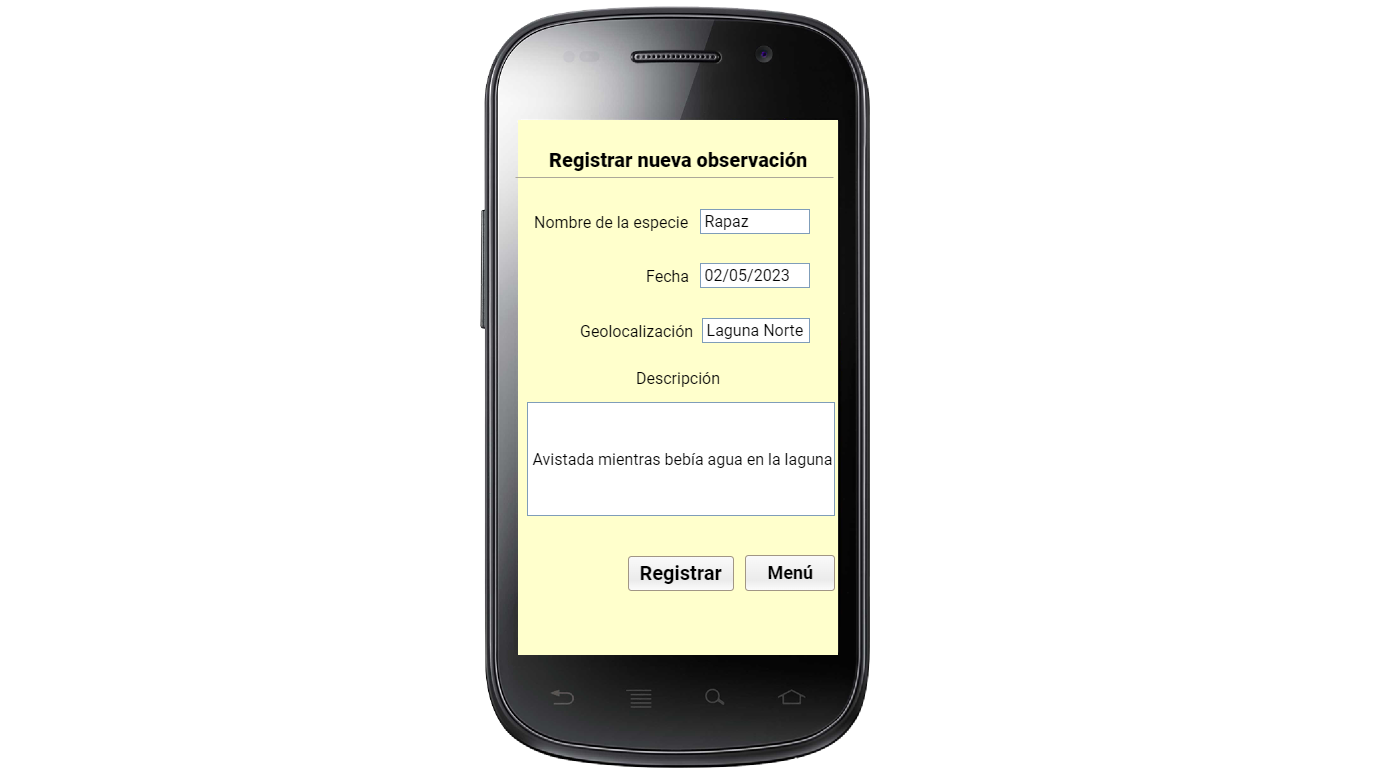 Registrar nueva observación
Nombre de la especie Rapaz
Fecha 02/05/2023
Geolocalización Laguna Norte
Descripción
Avistada mientras bebía agua en la laguna
Registrar Menú